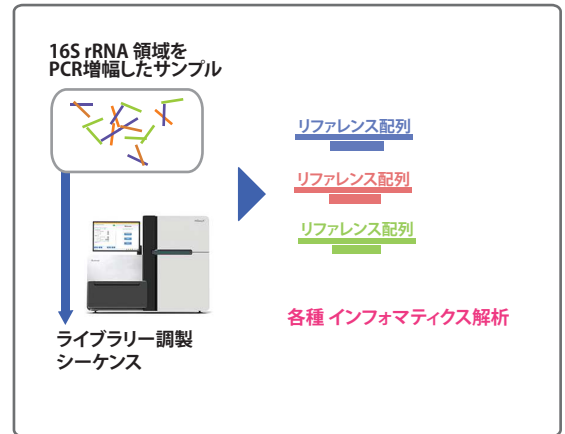 16S rRNA 領域を
PCR増幅したサンプル
リファレンス配列
リファレンス配列
リファレンス配列
各種 インフォマティクス解析
ライブラリー調製
シーケンス